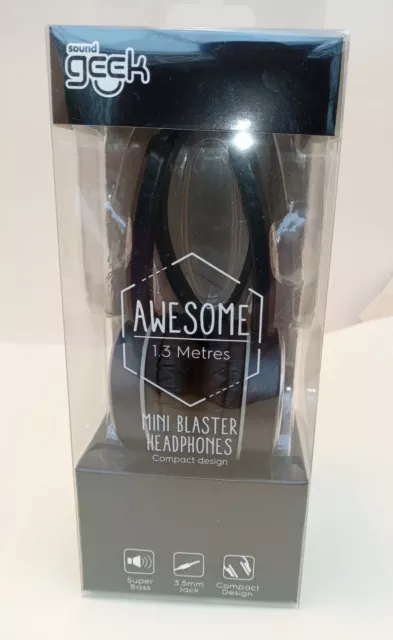 sound
geek
AWESOME
1.3 Metres
MINI BLASTER
HEADPHONES
Compact design
Super
Bass
3.5mm
Jack
Compact
Design